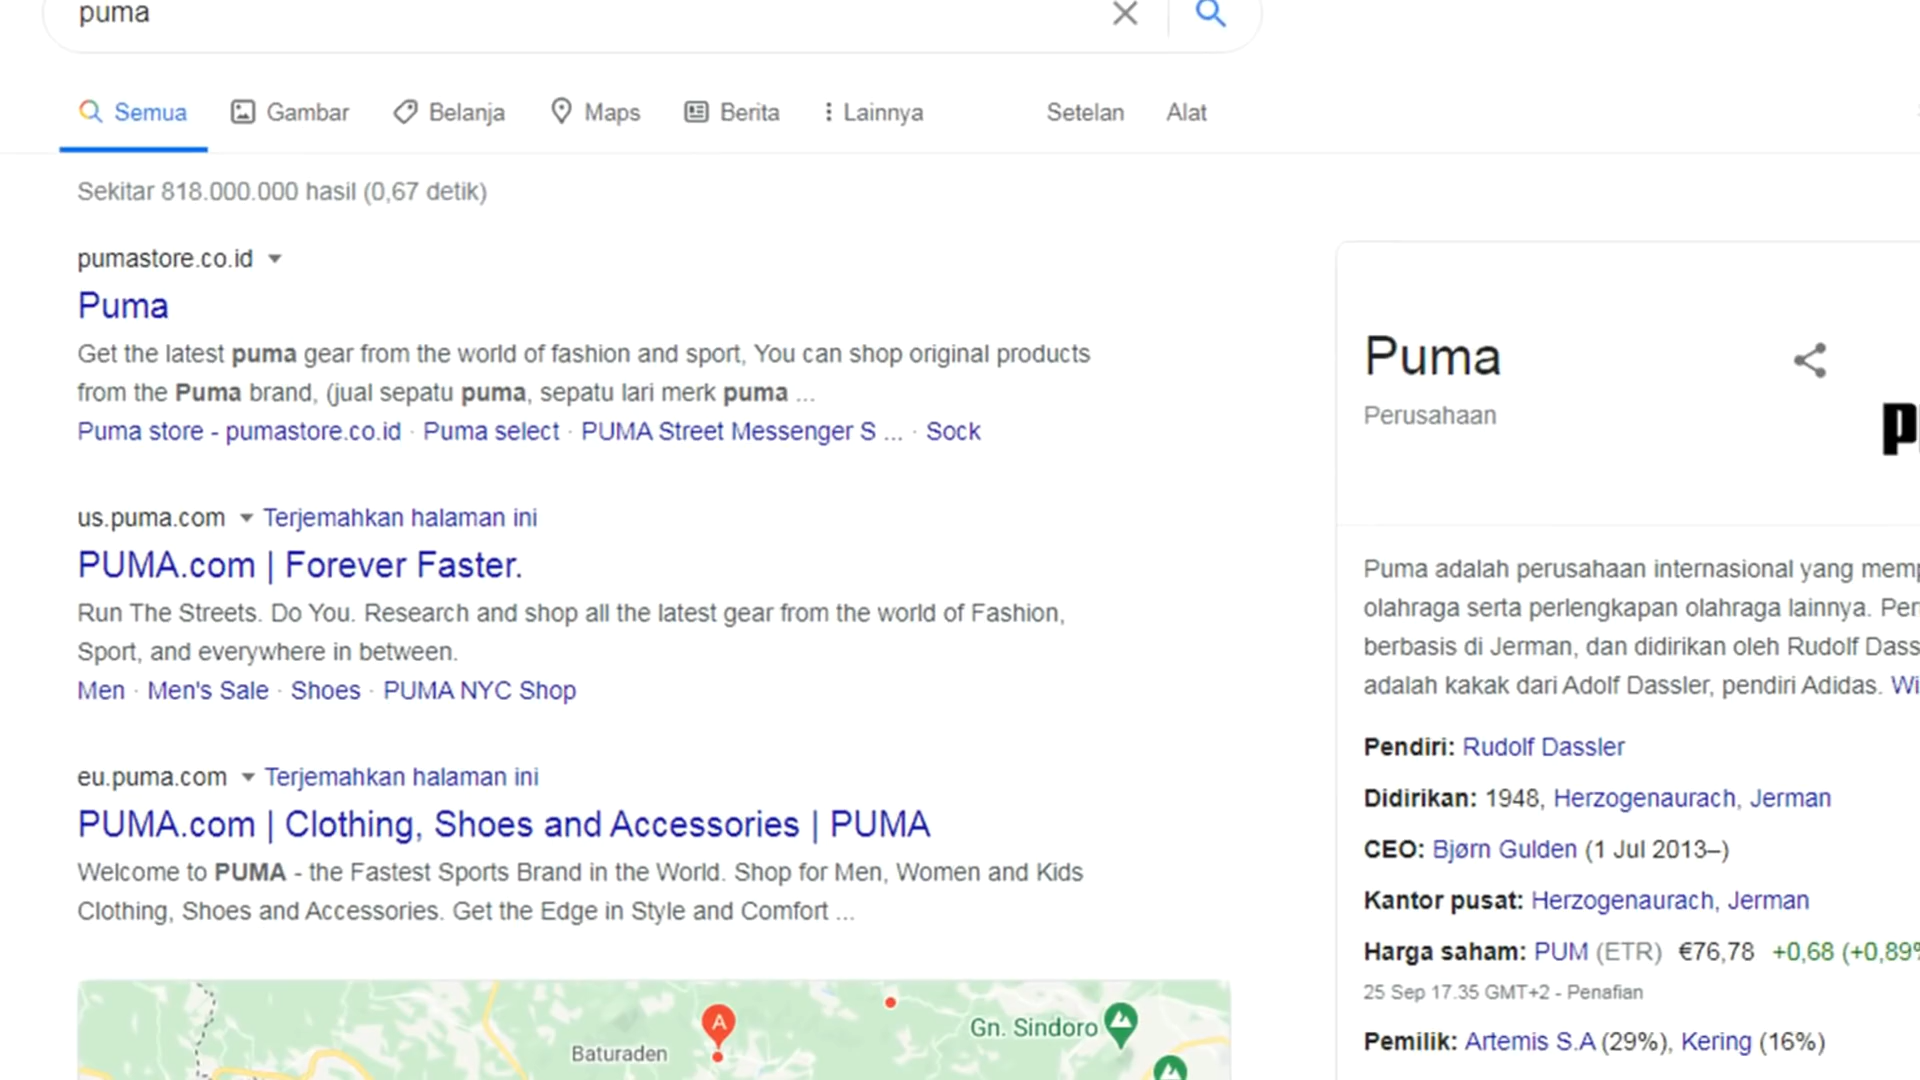 puma
Semua Gambar Belanja Maps Berita Lainnya Setelan Alat
Sekitar 818.000.000 hasil (0,67 detik)
pumastore.co.id
Puma
Get the latest puma gear from the world of fashion and sport, You can shop original products
from the Puma brand, (jual sepatu puma, sepatu lari merk puma ...
Puma store - pumastore.co.id · Puma select · PUMA Street Messenger S ... · Sock
us.puma.com Terjemahkan halaman ini
PUMA.com | Forever Faster.
Run The Streets. Do You. Research and shop all the latest gear from the world of Fashion,
Sport, and everywhere in between.
Men · Men's Sale · Shoes · PUMA NYC Shop
eu.puma.com Terjemahkan halaman ini
PUMA.com | Clothing, Shoes and Accessories | PUMA
Welcome to PUMA - the Fastest Sports Brand in the World. Shop for Men, Women and Kids
Clothing, Shoes and Accessories. Get the Edge in Style and Comfort ...
A
Gn. Sindoro
Baturaden
Puma
Perusahaan
Puma adalah perusahaan internasional yang
olahraga serta perlengkapan olahraga lainnya.
berbasis di Jerman, dan didirikan oleh Rudolf
adalah kakak dari Adolf Dassler, pendiri Adidas.
Pendiri: Rudolf Dassler
Didirikan: 1948, Herzogenaurach, Jerman
CEO: Bjørn Gulden (1 Jul 2013–)
Kantor pusat: Herzogenaurach, Jerman
Harga saham: PUM (ETR) €76,78 +0,68 (+0,89%
25 Sep 17.35 GMT+2 - Penafian
Pemilik: Artemis S.A (29%), Kering (16%)